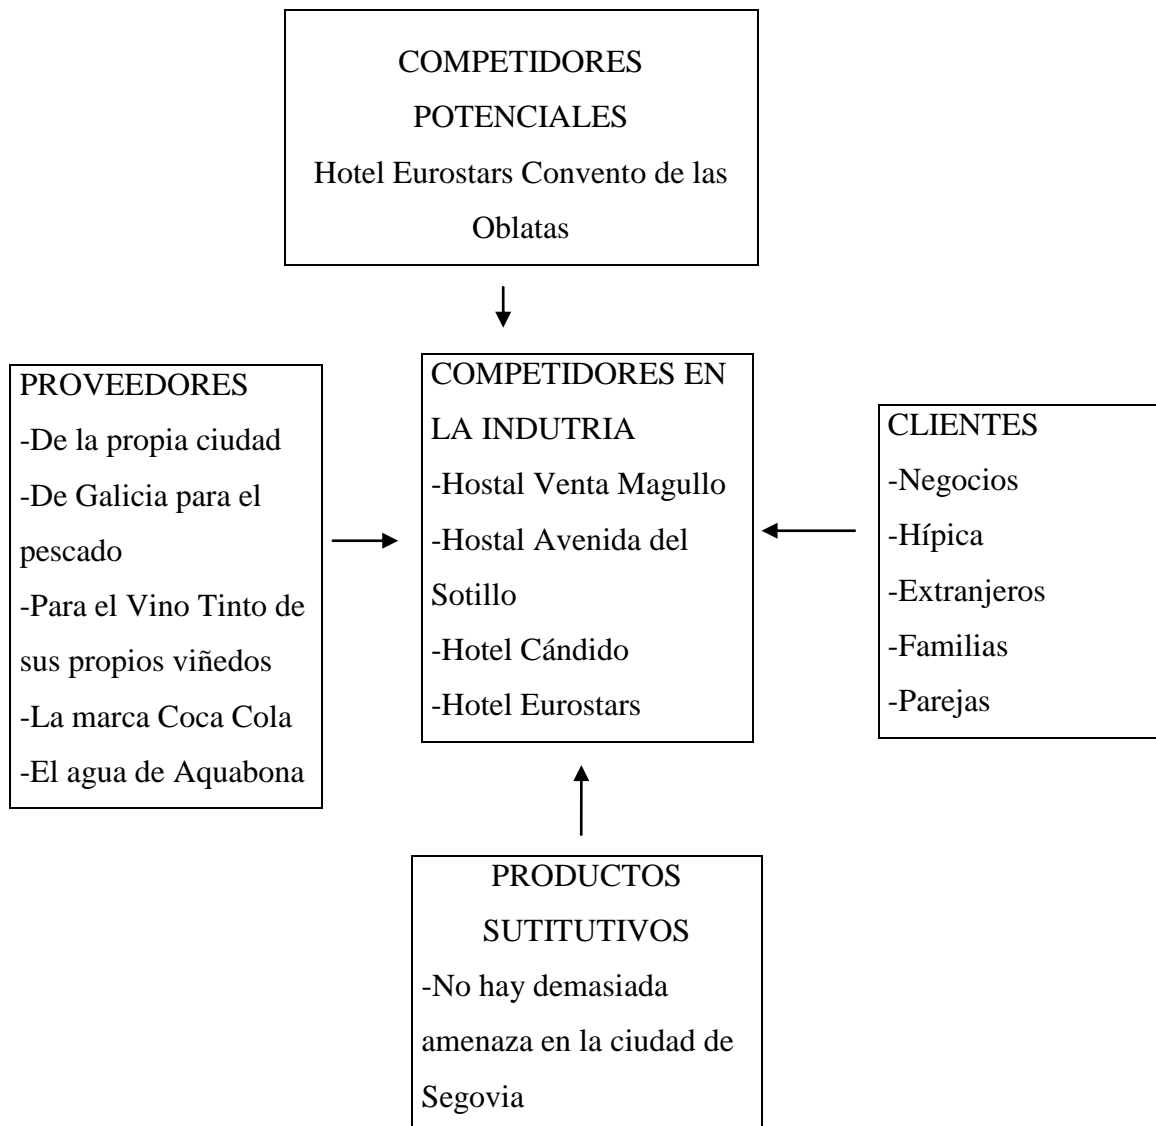 COMPETIDORES
POTENCIALES
Hotel Eurostars Convento de las
Oblatas
PROVEEDORES
-De la propia ciudad
-De Galicia para el
pescado
-Para el Vino Tinto de
sus propios viñedos
-La marca Coca Cola
-El agua de Aquabona
COMPETIDORES EN
LA INDUTRIA
-Hostal Venta Magullo
-Hostal Avenida del
Sotillo
-Hotel Cándido
-Hotel Eurostars
CLIENTES
-Negocios
-Hípica
-Extranjeros
-Familias
-Parejas
PRODUCTOS
SUTITUTIVOS
-No hay demasiada
amenaza en la ciudad de
Segovia